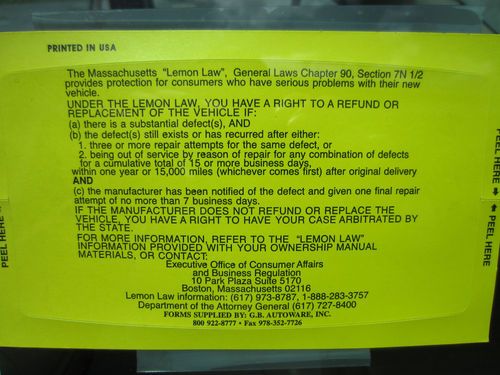 PRINTED IN USA
The Massachusetts "Lemon Law", General Laws Chapter 90, Section 7N 1/2
provides protection for consumers who have serious problems with their new
vehicle.
UNDER THE LEMON LAW, YOU HAVE A RIGHT TO A REFUND OR
REPLACEMENT OF THE VEHICLE IF:
(a) there is a substantial defect(s), AND
(b) the defect(s) still exists or has recurred after either:
1. three or more repair attempts for the same defect, or
2. being out of service by reason of repair for any combination of defects
for a cumulative total of 15 or more business days,
within one year or 15,000 miles (whichever comes first) after original delivery
AND
(c) the manufacturer has been notified of the defect and given one final repair
attempt of no more than 7 business days.
IF THE MANUFACTURER DOES NOT REFUND OR REPLACE THE
VEHICLE, YOU HAVE A RIGHT TO HAVE YOUR CASE ARBITRATED BY
THE STATE.
FOR MORE INFORMATION, REFER TO THE "LEMON LAW"
INFORMATION PROVIDED WITH YOUR OWNERSHIP MANUAL
MATERIALS, OR CONTACT:
Executive Office of Consumer Affairs
and Business Regulation
10 Park Plaza Suite 5170
Boston, Massachusetts 02116
Lemon Law information: (617) 973-8787, 1-888-283-3757
Department of the Attorney General (617) 727-8400
FORMS SUPPLIED BY: G.B. AUTOWARE, INC.
800 922-8777 • Fax 978-352-7726
PEEL HERE
PEEL HERE
PEEL HERE